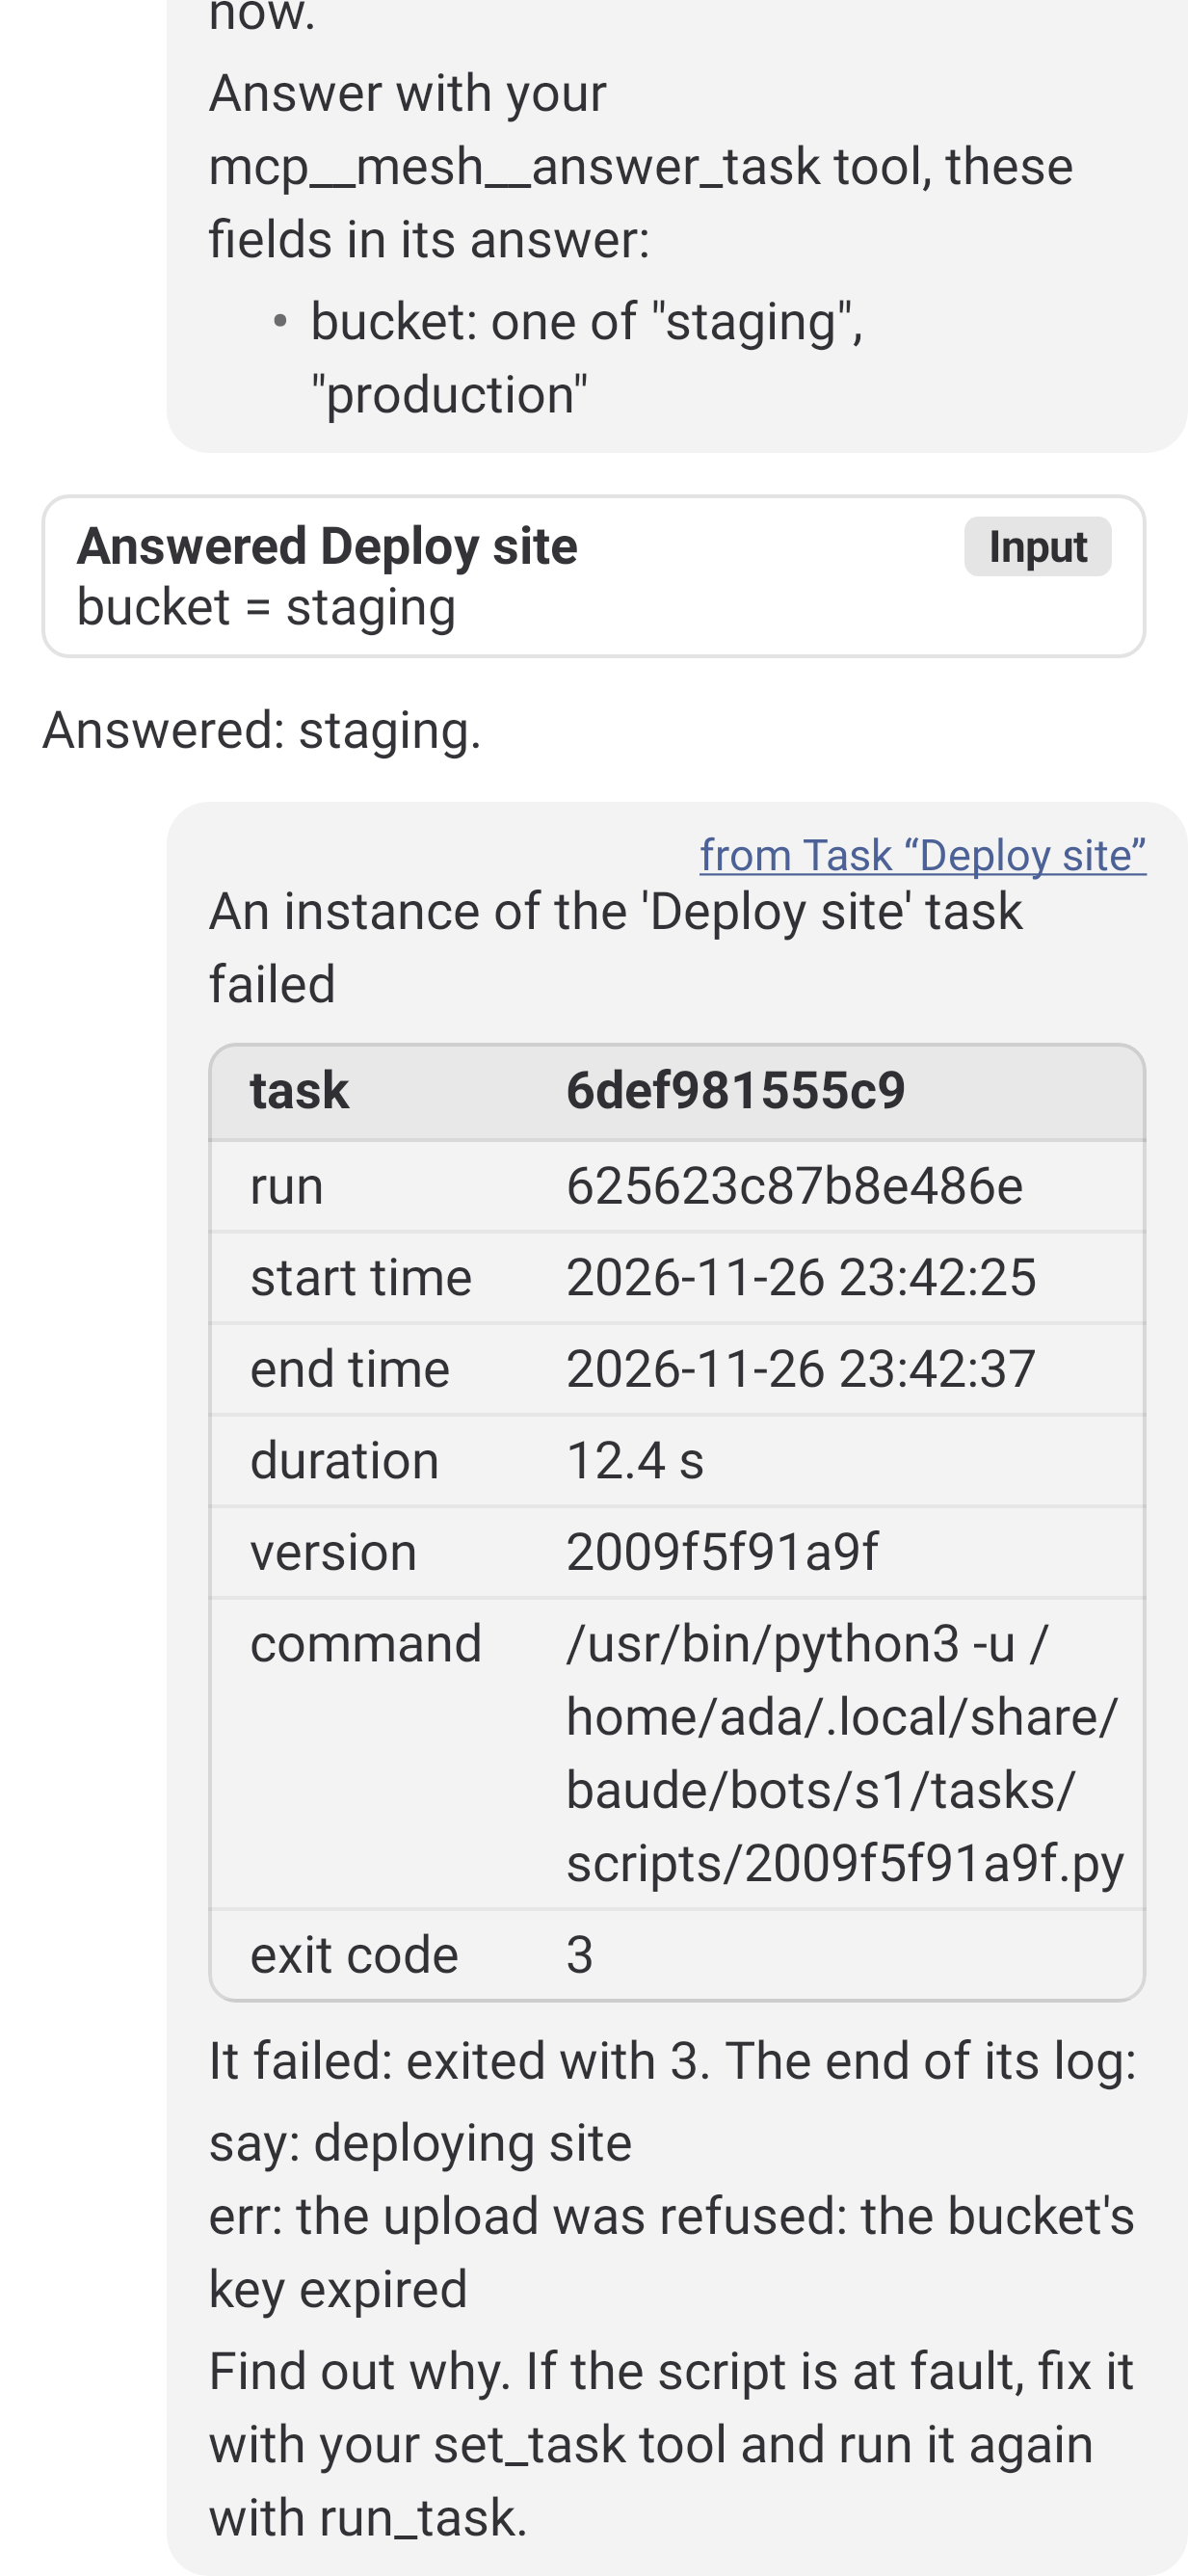 now.
Answer with your
mcp__mesh__answer_task tool, these
fields in its answer:
• bucket: one of "staging",
"production"
Answered Deploy site
Input
bucket = staging
Answered: staging.
from Task “Deploy site”
An instance of the 'Deploy site' task
failed
task 6def981555c9
run 625623c87b8e486e
start time 2026-11-26 23:42:25
end time 2026-11-26 23:42:37
duration 12.4 s
version 2009f5f91a9f
command /usr/bin/python3 -u /
home/ada/.local/share/
baude/bots/s1/tasks/
scripts/2009f5f91a9f.py
exit code 3
It failed: exited with 3. The end of its log:
say: deploying site
err: the upload was refused: the bucket's
key expired
Find out why. If the script is at fault, fix it
with your set_task tool and run it again
with run_task.